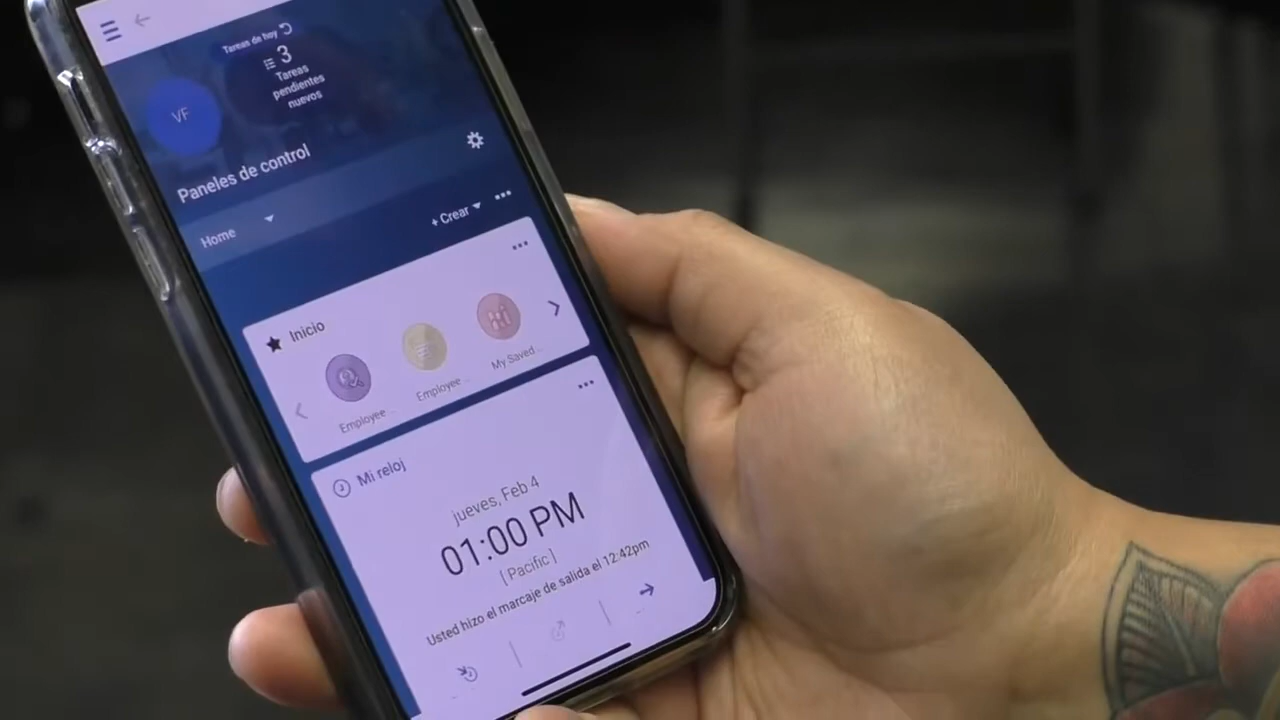 Tareas de hoy
3
Tareas
pendientes
nuevos
VF
Paneles de control
Home
+ Crear
Inicio
Employee ...
Employee ...
My Saved...
Mi reloj
jueves, Feb 4
01:00 PM
[ Pacific ]
Usted hizo el marcaje de salida el 12:42pm